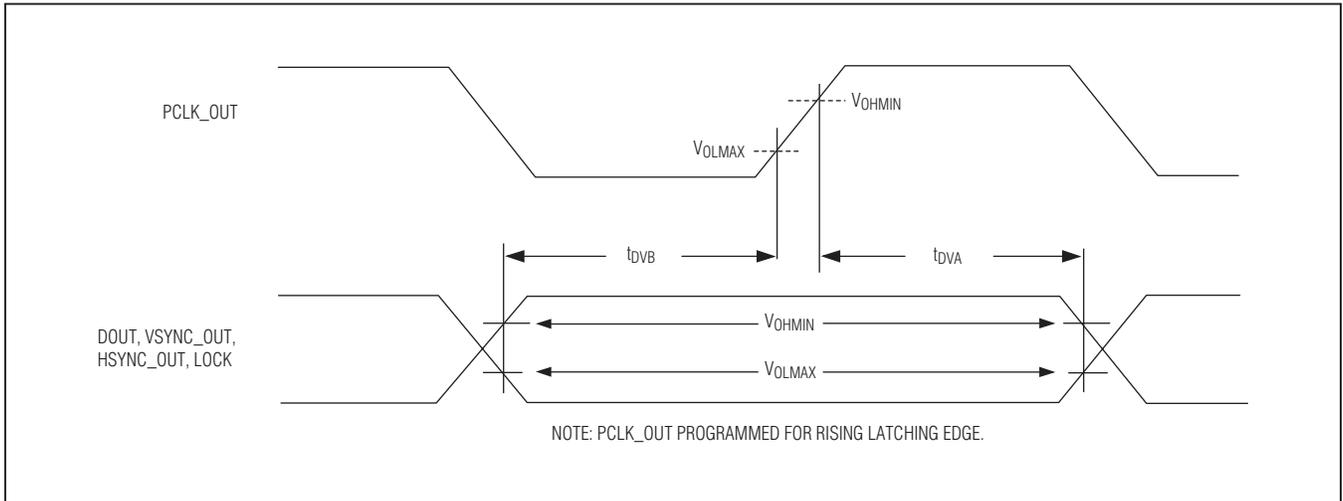 PCLK_OUT
VOHMIN
VOLMAX
tDVB
tDVA
DOUT, VSYNC_OUT,
HSYNC_OUT, LOCK
VOHMIN
VOLMAX
NOTE: PCLK_OUT PROGRAMMED FOR RISING LATCHING EDGE.